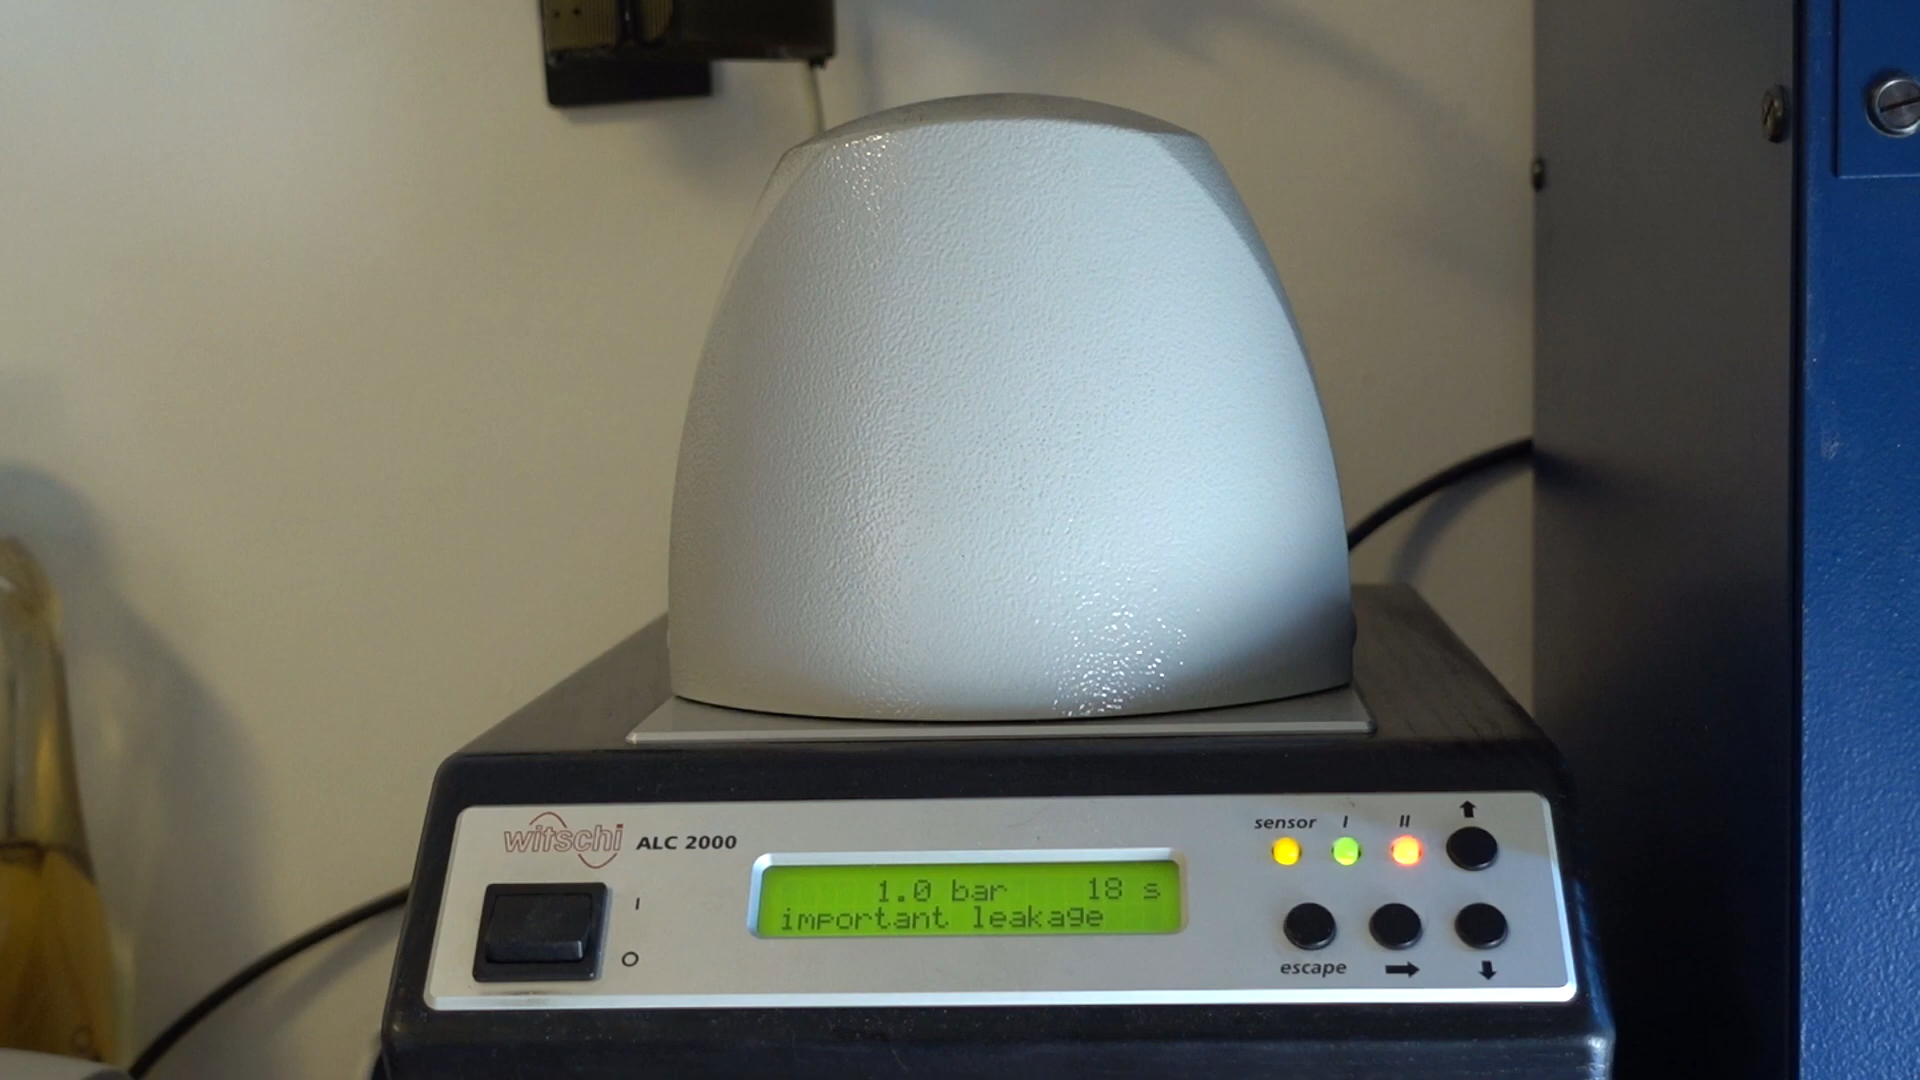 witschi ALC 2000
sensor I II
1.0 bar 18 s
important leakage
I
O
escape